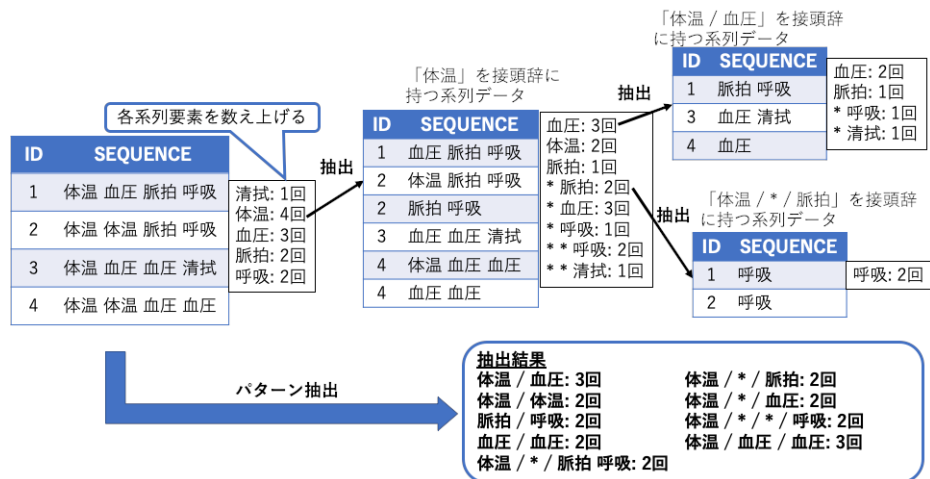 「体温 / 血圧」を接頭辞
に持つ系列データ
ID SEQUENCE
1 脈拍 呼吸
3 血圧 清拭
4 血圧
血圧: 2回
脈拍: 1回
* 呼吸: 1回
* 清拭: 1回
「体温」を接頭辞に
持つ系列データ
抽出
ID SEQUENCE
1 血圧 脈拍 呼吸
2 体温 脈拍 呼吸
2 脈拍 呼吸
3 血圧 血圧 清拭
4 体温 血圧 血圧
4 血圧 血圧
血圧: 3回
体温: 2回
脈拍: 1回
* 脈拍: 2回
* 血圧: 3回
* 呼吸: 1回
* * 呼吸: 2回
* * 清拭: 1回
各系列要素を数え上げる
ID SEQUENCE
1 体温 血圧 脈拍 呼吸
2 体温 体温 脈拍 呼吸
3 体温 血圧 血圧 清拭
4 体温 体温 血圧 血圧
清拭: 1回
体温: 4回
血圧: 3回
脈拍: 2回
呼吸: 2回
抽出
抽出
「体温 / * / 脈拍」を接頭辞
に持つ系列データ
ID SEQUENCE
1 呼吸
2 呼吸
呼吸: 2回
パターン抽出
抽出結果
体温 / 血圧: 3回
体温 / 体温: 2回
脈拍 / 呼吸: 2回
血圧 / 血圧: 2回
体温 / * / 脈拍 呼吸: 2回
体温 / * / 脈拍: 2回
体温 / * / 血圧: 2回
体温 / * / * / 呼吸: 2回
体温 / 血圧 / 血圧: 3回